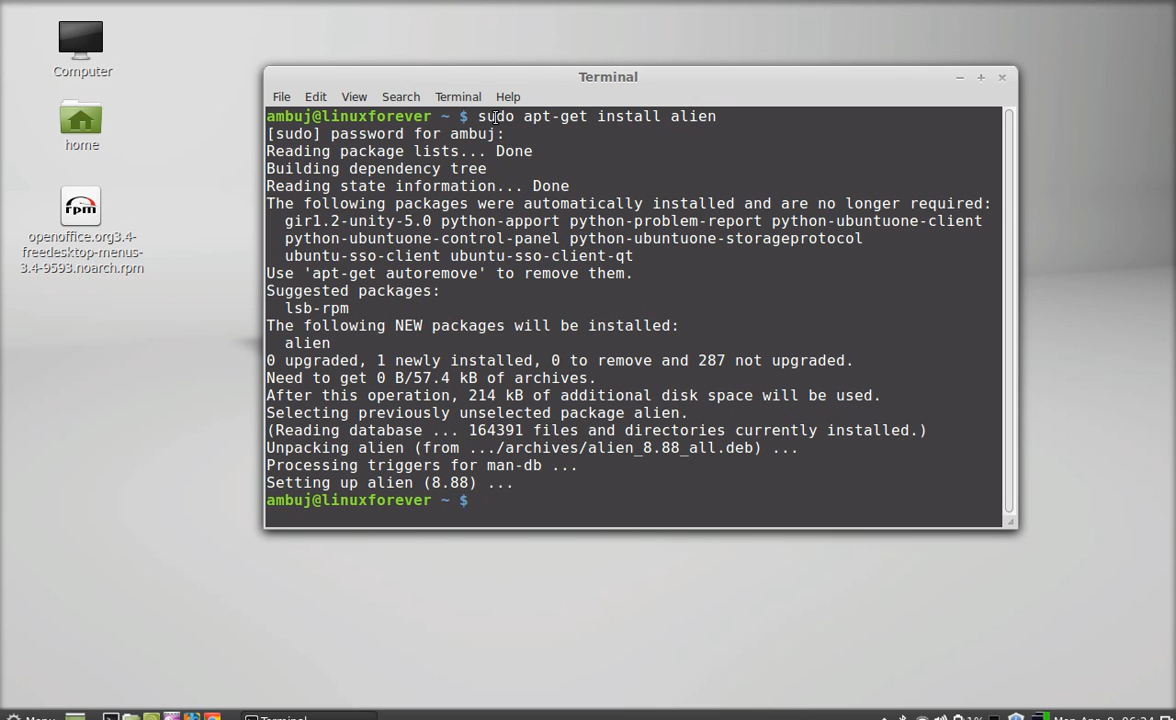 Computer
home
rpm
openoffice.org3.4-
freedesktop-menus-
3.4-9593.noarch.rpm
Terminal
File Edit View Search Terminal Help
ambuj@linuxforever ~ $ sudo apt-get install alien
[sudo] password for ambuj:
Reading package lists... Done
Building dependency tree
Reading state information... Done
The following packages were automatically installed and are no longer required:
  gir1.2-unity-5.0 python-apport python-problem-report python-ubuntuone-client
  python-ubuntuone-control-panel python-ubuntuone-storageprotocol
  ubuntu-sso-client ubuntu-sso-client-qt
Use 'apt-get autoremove' to remove them.
Suggested packages:
  lsb-rpm
The following NEW packages will be installed:
  alien
0 upgraded, 1 newly installed, 0 to remove and 287 not upgraded.
Need to get 0 B/57.4 kB of archives.
After this operation, 214 kB of additional disk space will be used.
Selecting previously unselected package alien.
(Reading database ... 164391 files and directories currently installed.)
Unpacking alien (from .../archives/alien_8.88_all.deb) ...
Processing triggers for man-db ...
Setting up alien (8.88) ...
ambuj@linuxforever ~ $
Menu Terminal 1% Mon Apr 8, 06:24